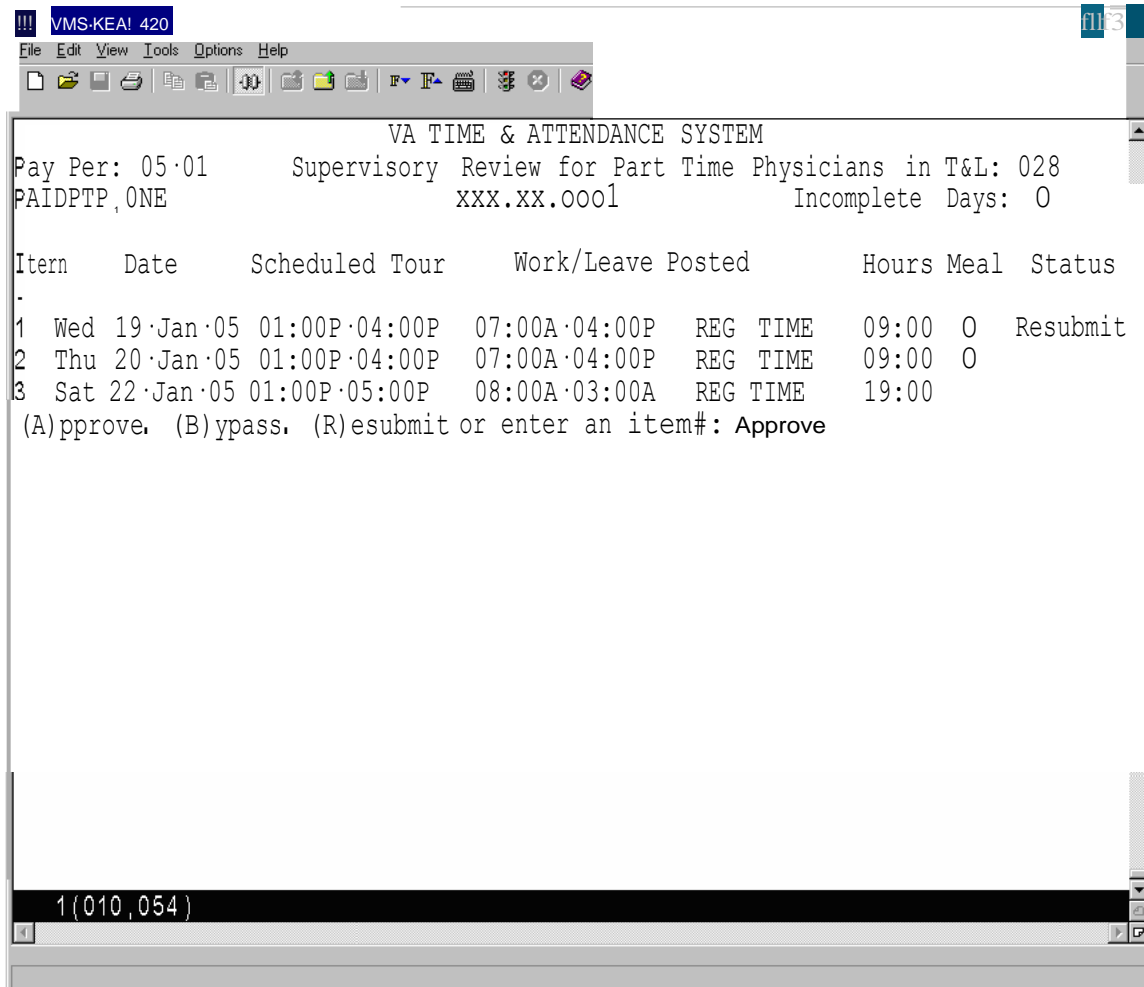 VMS·KEA! 420
File Edit View Tools Options Help
VA TIME & ATTENDANCE SYSTEM
Pay Per: 05·01 Supervisory Review for Part Time Physicians in T&L: 028
PAIDPTP,ONE xxx.xx.ooo1 Incomplete Days: O
Itern Date Scheduled Tour Work/Leave Posted Hours Meal Status
-
1 Wed 19·Jan·05 01:00P·04:00P 07:00A·04:00P REG TIME 09:00 O Resubmit
2 Thu 20·Jan·05 01:00P·04:00P 07:00A·04:00P REG TIME 09:00 O
3 Sat 22·Jan·05 01:00P·05:00P 08:00A·03:00A REG TIME 19:00
(A)pprove, (B)ypass, (R)esubmit or enter an item#: Approve
1(010,054)